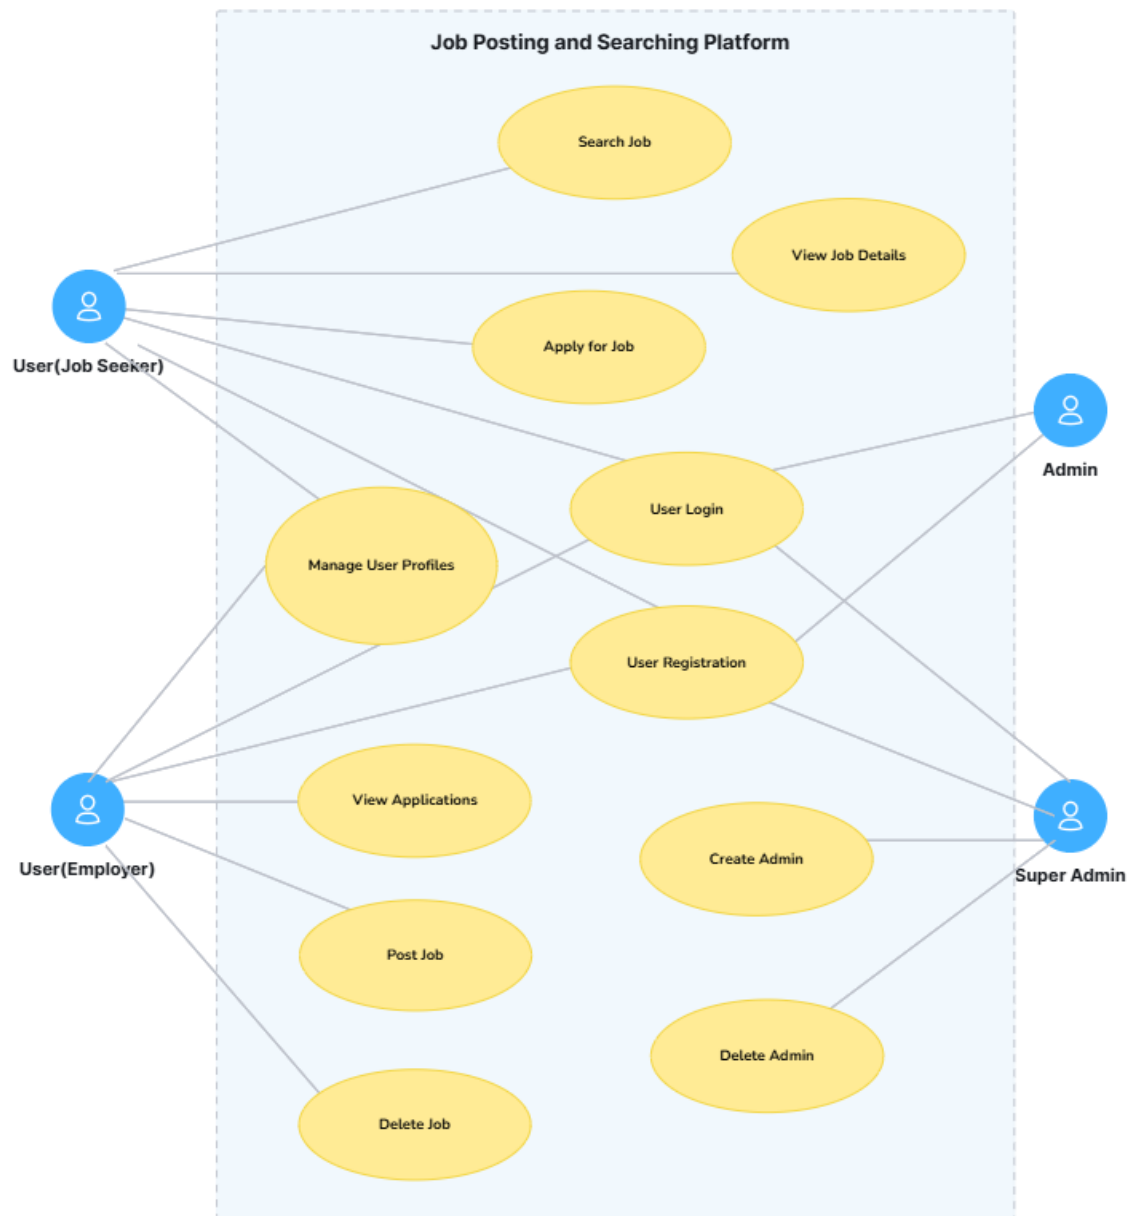 Job Posting and Searching Platform
Search Job
View Job Details
Apply for Job
User(Job Seeker)
Admin
User Login
Manage User Profiles
User Registration
View Applications
Create Admin
User(Employer)
Super Admin
Post Job
Delete Admin
Delete Job